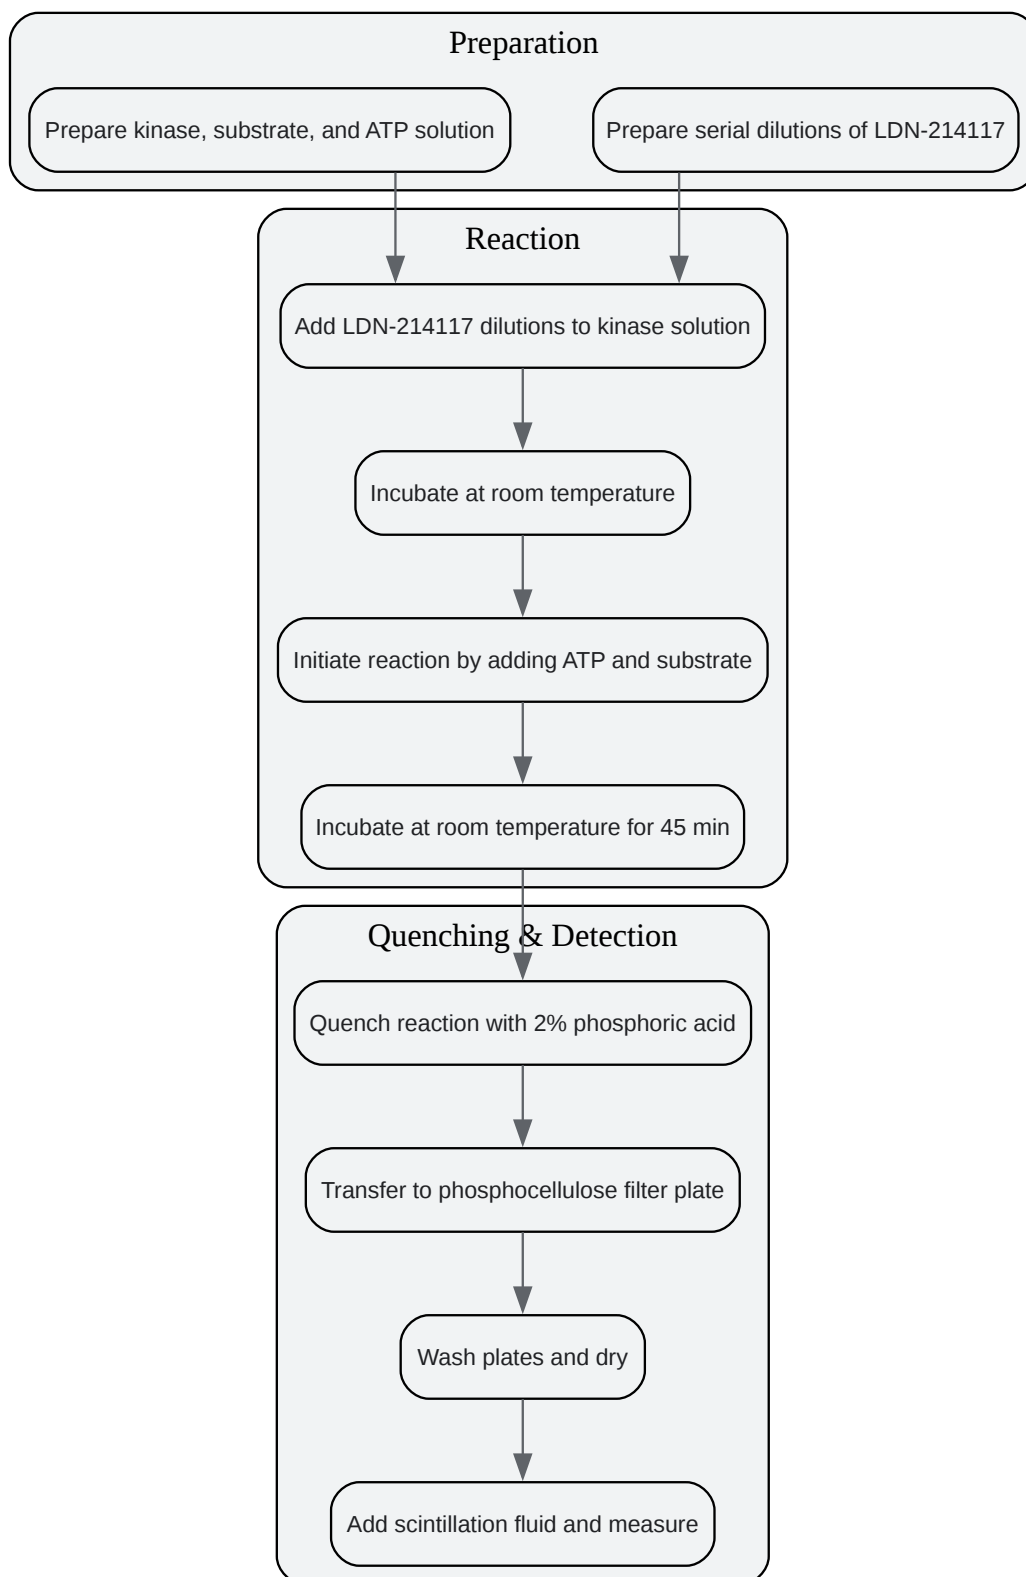 Preparation
Prepare kinase, substrate, and ATP solution
Prepare serial dilutions of LDN-214117
Reaction
Add LDN-214117 dilutions to kinase solution
Incubate at room temperature
Initiate reaction by adding ATP and substrate
Incubate at room temperature for 45 min
Quenching & Detection
Quench reaction with 2% phosphoric acid
Transfer to phosphocellulose filter plate
Wash plates and dry
Add scintillation fluid and measure